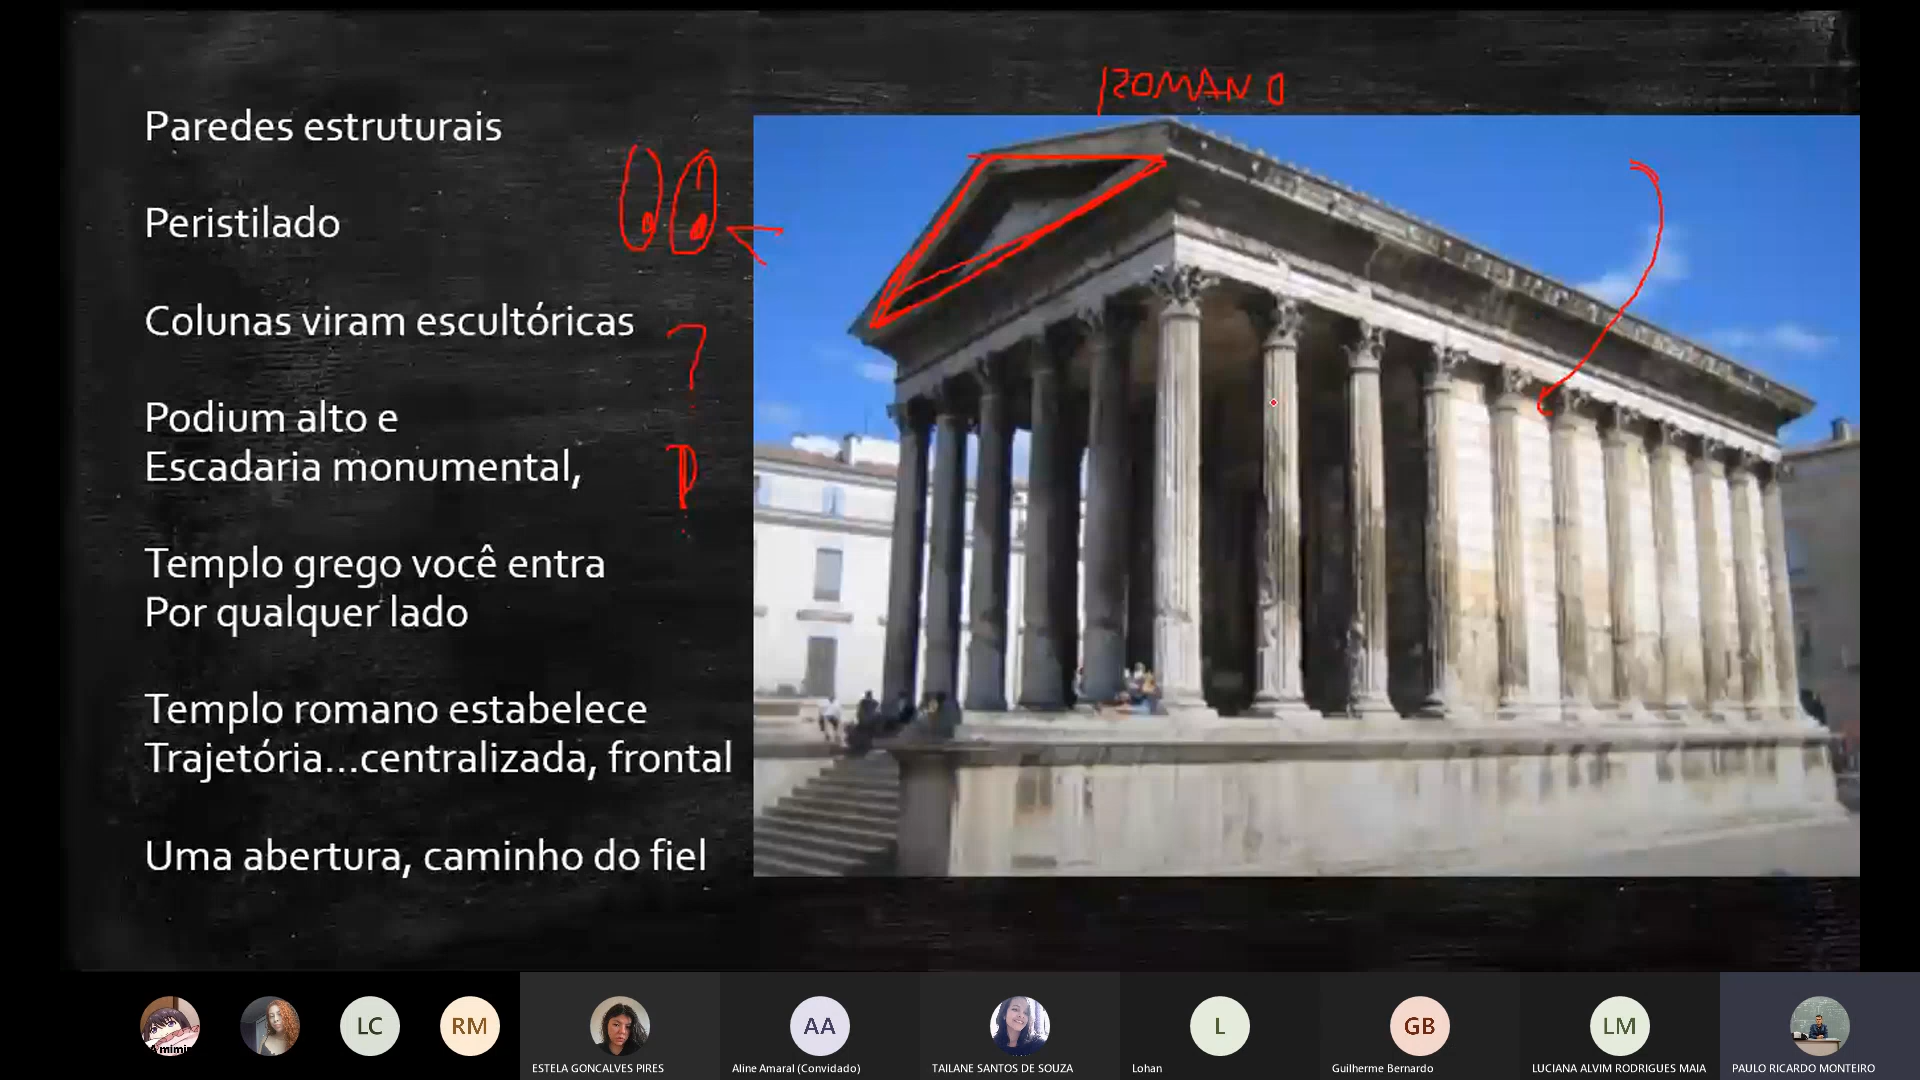 ROMANO
Paredes estruturais
Peristilado
Colunas viram escultóricas
?
Podium alto e
Escadaria monumental,
Templo grego você entra
Por qualquer lado
Templo romano estabelece
Trajetória...centralizada, frontal
Uma abertura, caminho do fiel
LC
RM
AA
L
GB
LM
ESTELA GONCALVES PIRES
Aline Amaral (Convidado)
TAILANE SANTOS DE SOUZA
Lohan
Guilherme Bernardo
LUCIANA ALVIM RODRIGUES MAIA
PAULO RICARDO MONTEIRO